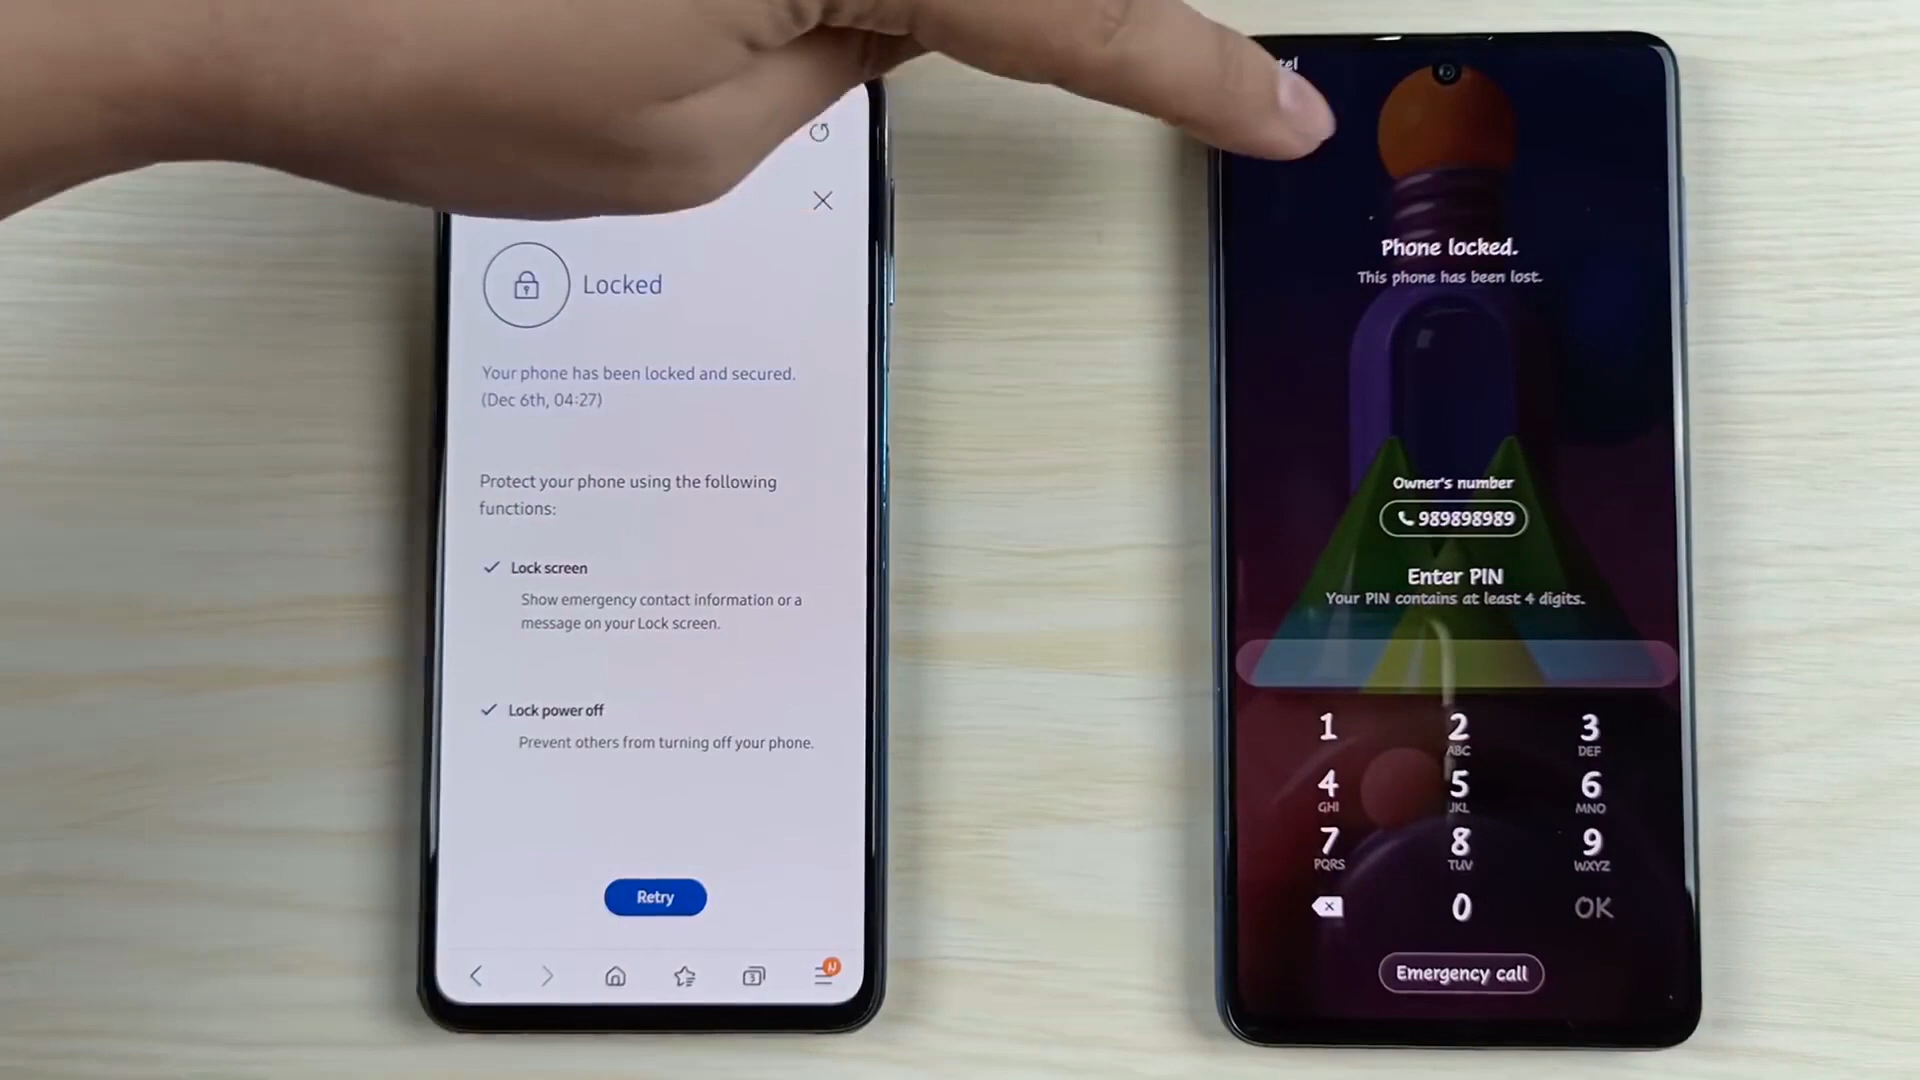 Locked
Your phone has been locked and secured.
(Dec 6th, 04:27)
Protect your phone using the following
functions:
Lock screen
Show emergency contact information or a
message on your Lock screen.
Lock power off
Prevent others from turning off your phone.
Retry
3
N
Phone locked.
This phone has been lost.
Owner's number
989898989
Enter PIN
Your PIN contains at least 4 digits.
1 2 3
ABC DEF
4 5 6
GHI JKL MNO
7 8 9
PQRS TUV WXYZ
0 OK
Emergency call